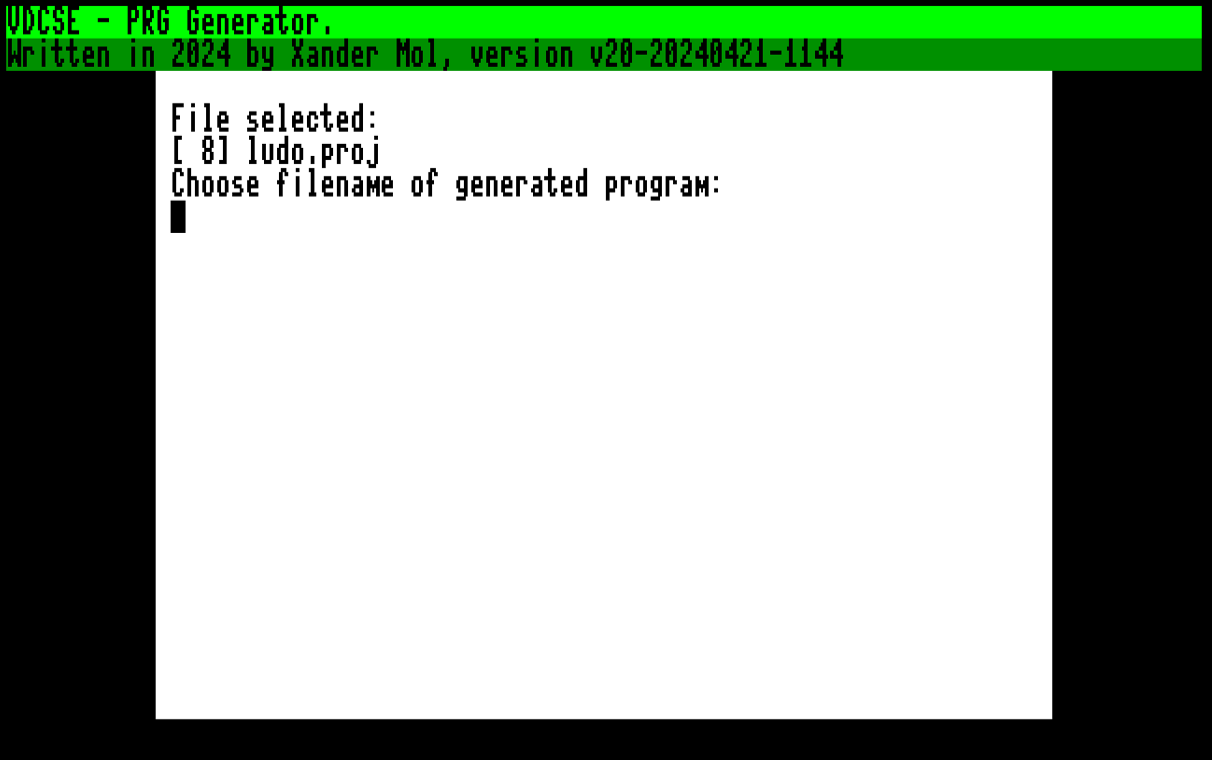 VDCSE - PRG Generator.
Written in 2024 by Xander Mol, version v20-20240421-1144
File selected:
[ 8] ludo.proj
Choose filename of generated program: